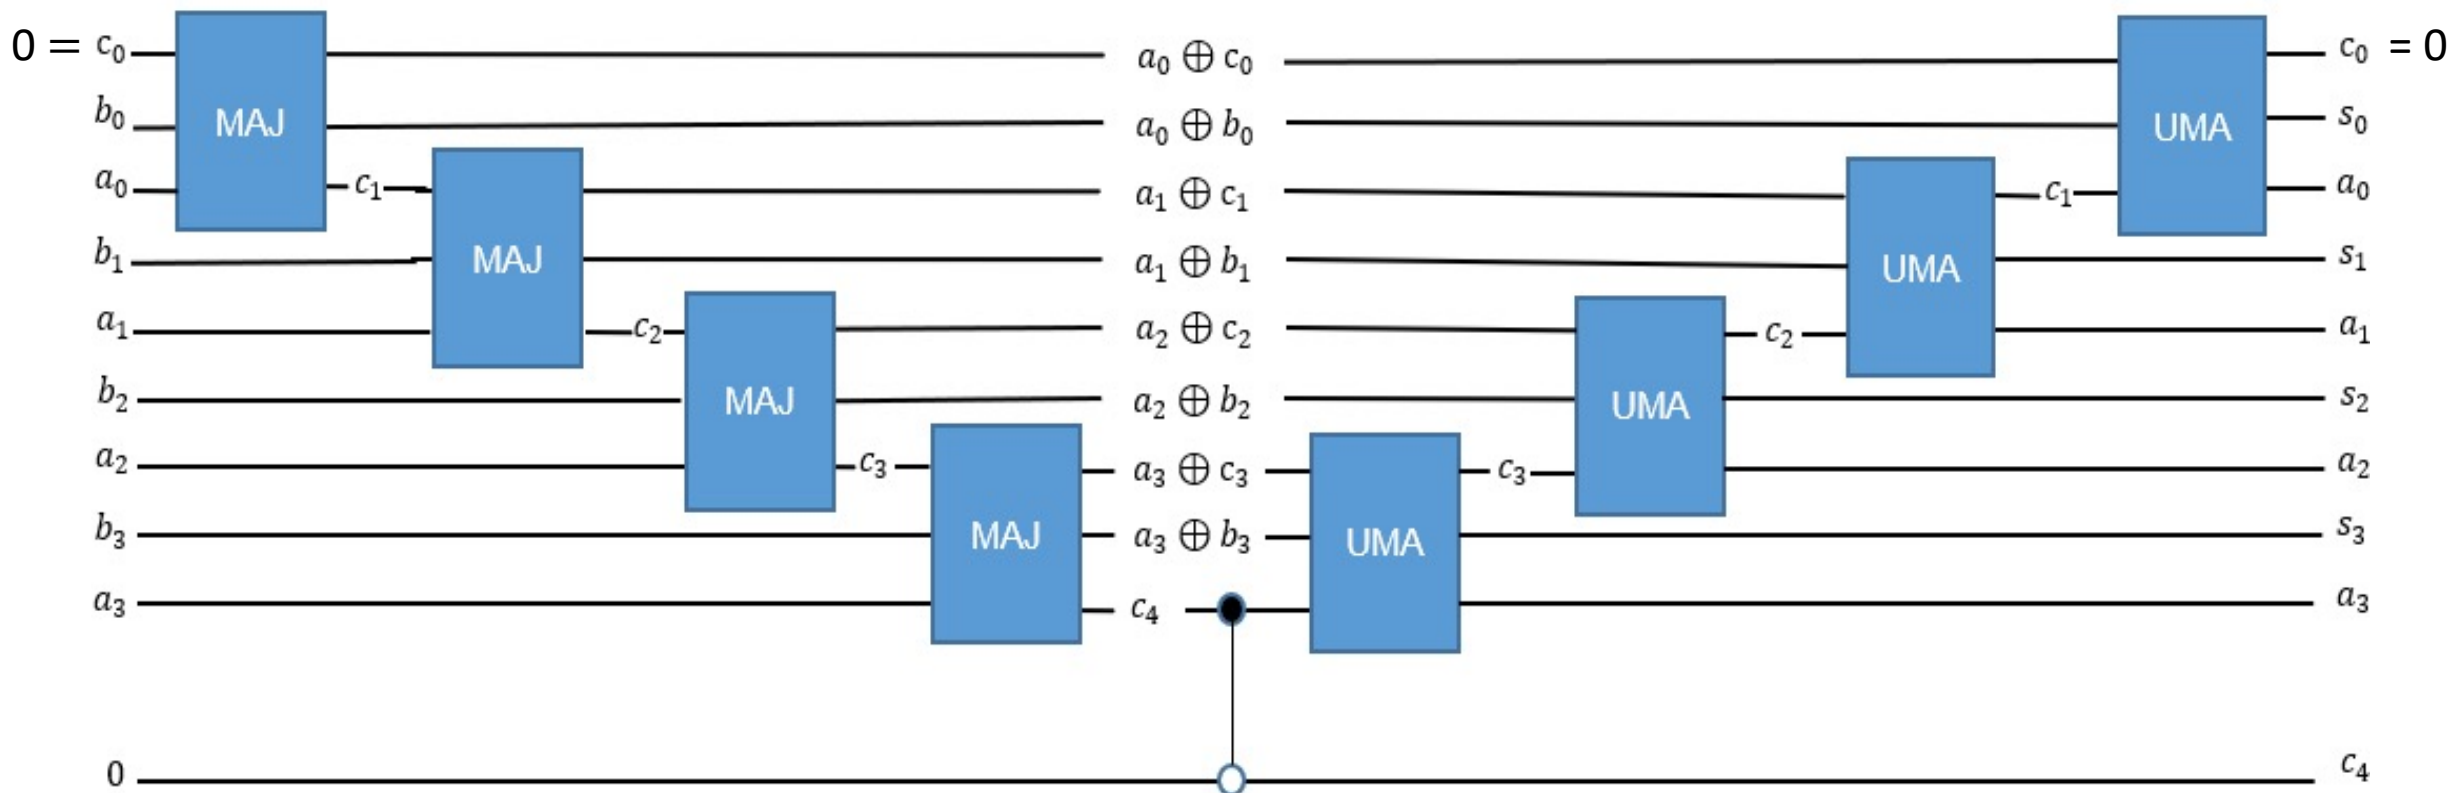 0 = c₀ a₀ ⊕ c₀ c₀ = 0
b₀ MAJ a₀ ⊕ b₀ UMA s₀
a₀ c₁ a₁ ⊕ c₁ c₁ a₀
b₁ MAJ a₁ ⊕ b₁ UMA s₁
a₁ c₂ a₂ ⊕ c₂ c₂ a₁
b₂ MAJ a₂ ⊕ b₂ UMA s₂
a₂ c₃ a₃ ⊕ c₃ c₃ a₂
b₃ MAJ a₃ ⊕ b₃ UMA s₃
a₃ c₄ a₃
0 c₄